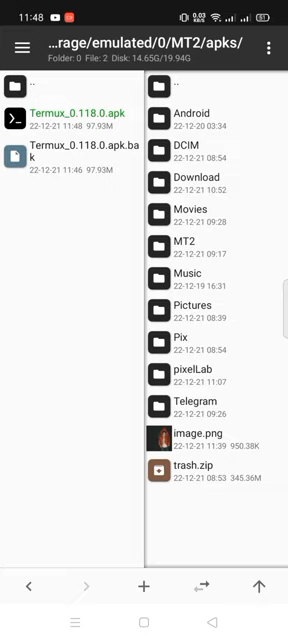 11:48
0.03 KB/S
61
...rage/emulated/0/MT2/apks/
Folder: 0 File: 2 Disk: 14.65G/19.94G
..
Termux_0.118.0.apk
22-12-21 11:48 97.93M
Termux_0.118.0.apk.ba
k
22-12-21 11:46 97.93M
..
Android
22-12-20 03:34
DCIM
22-12-21 08:54
Download
22-12-21 10:52
Movies
22-12-21 09:28
MT2
22-12-21 09:17
Music
22-12-19 16:31
Pictures
22-12-21 08:39
Pix
22-12-21 08:54
pixelLab
22-12-21 11:07
Telegram
22-12-21 09:26
image.png
22-12-21 11:39 950.38K
trash.zip
22-12-21 08:53 345.36M